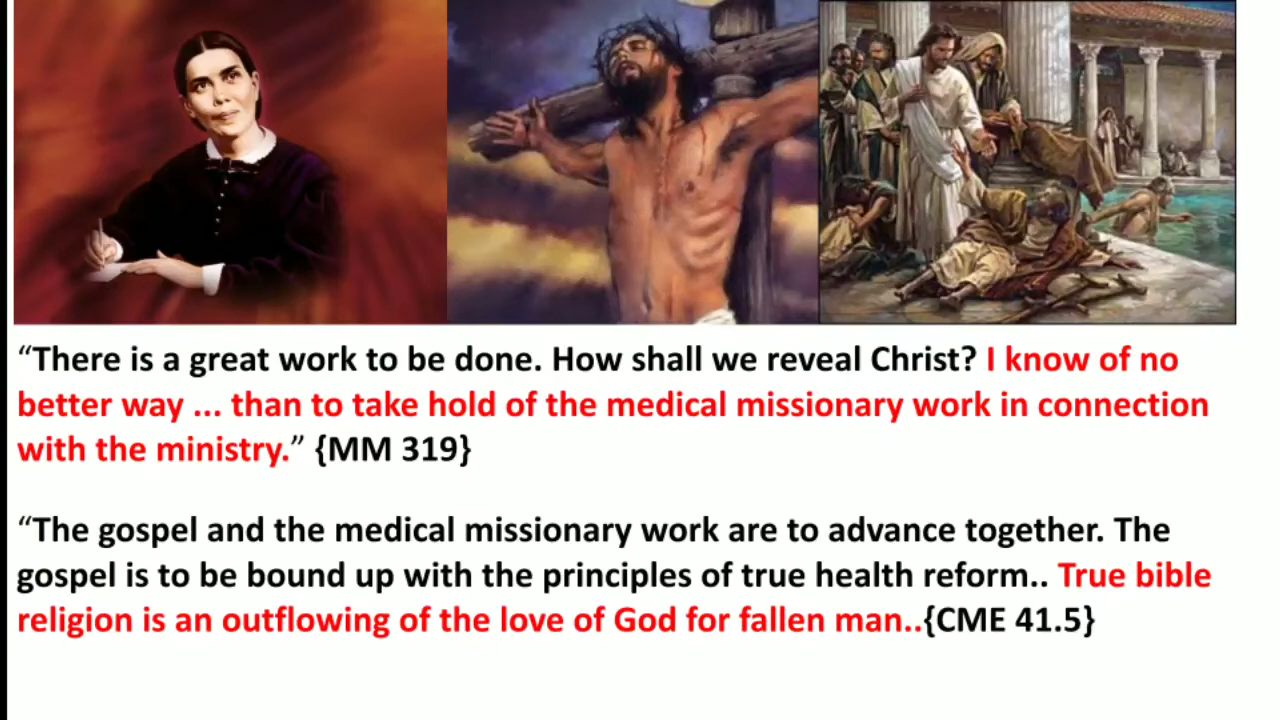 “There is a great work to be done. How shall we reveal Christ? I know of no
better way ... than to take hold of the medical missionary work in connection
with the ministry.” {MM 319}
“The gospel and the medical missionary work are to advance together. The
gospel is to be bound up with the principles of true health reform.. True bible
religion is an outflowing of the love of God for fallen man..{CME 41.5}